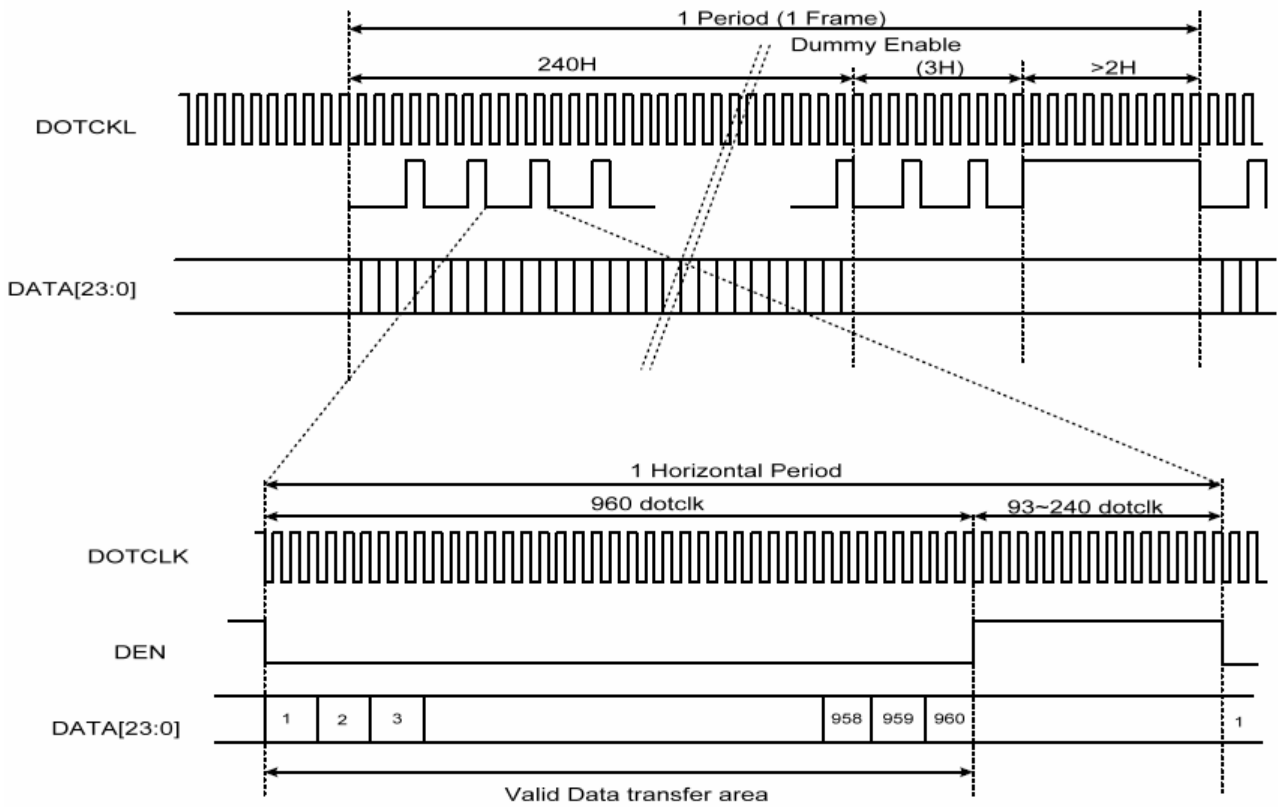 1 Period (1 Frame)
Dummy Enable
240H
(3H)
>2H
DOTCKL
DATA[23:0]
1 Horizontal Period
960 dotclk
93~240 dotclk
DOTCLK
DEN
DATA[23:0]
1 2 3 958 959 960 1
Valid Data transfer area